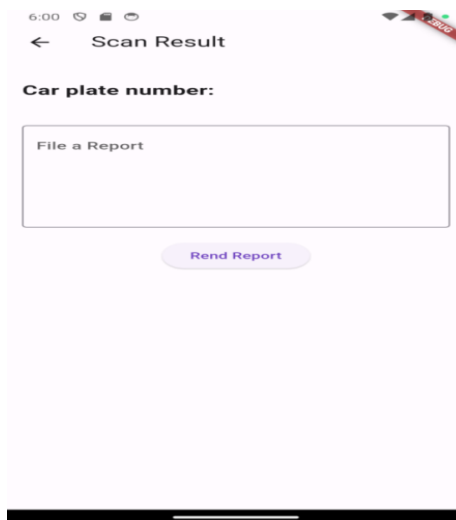 6:00
Scan Result
Car plate number:
File a Report
Rend Report